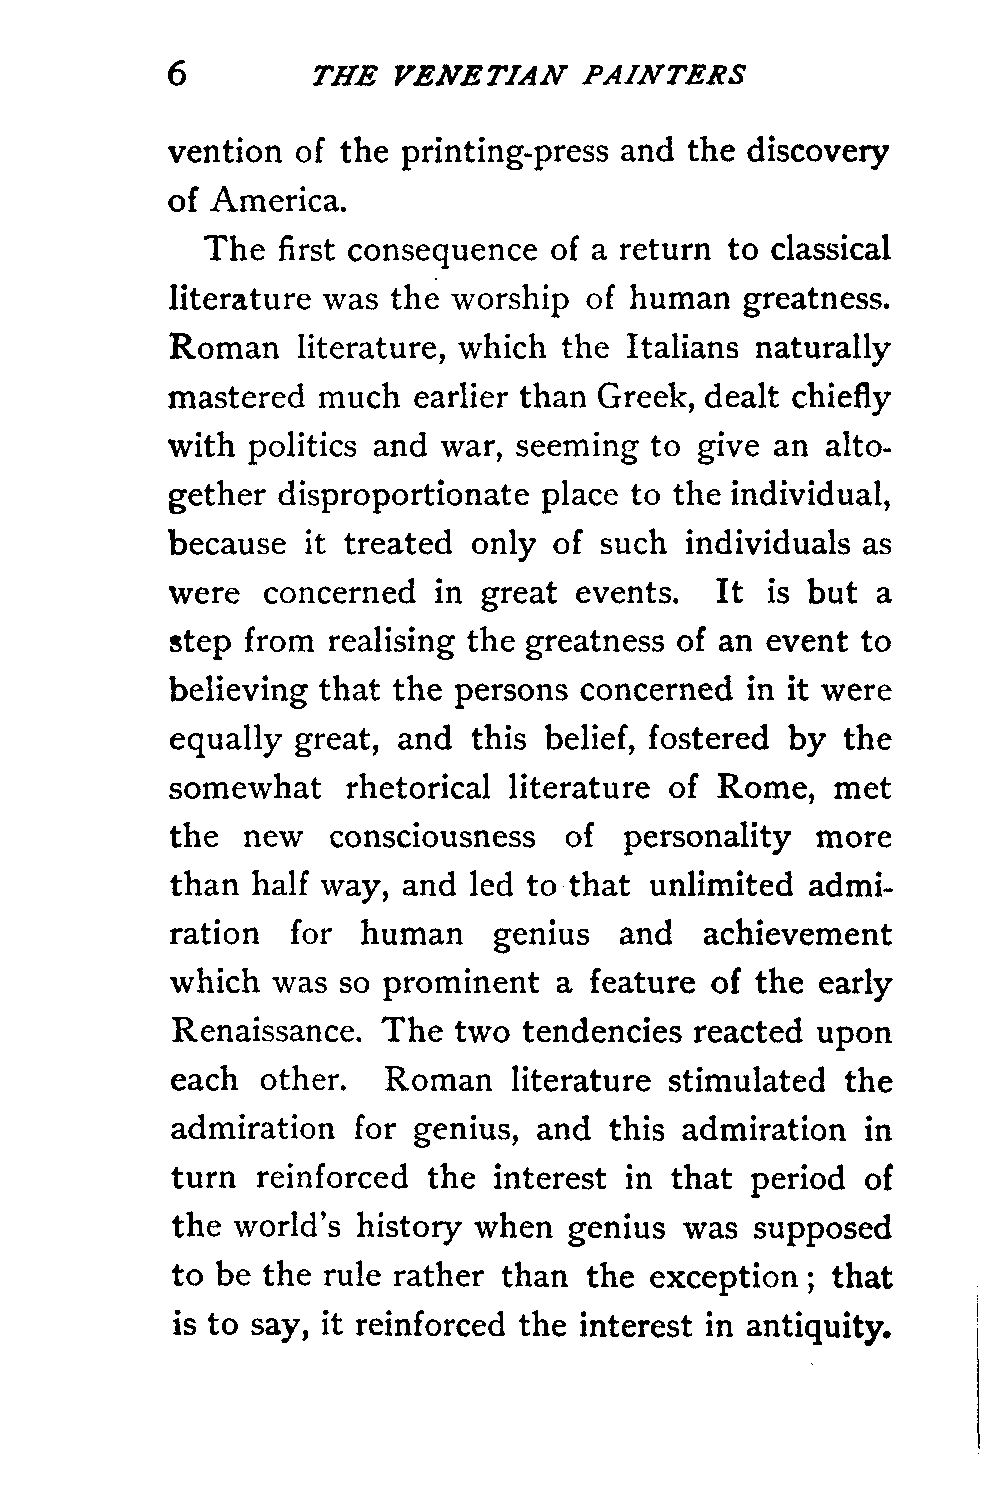 6 THE VENETIAN PAINTERS
vention of the printing-press and the discovery
of America.
The first consequence of a return to classical
literature was the worship of human greatness.
Roman literature, which the Italians naturally
mastered much earlier than Greek, dealt chiefly
with politics and war, seeming to give an alto-
gether disproportionate place to the individual,
because it treated only of such individuals as
were concerned in great events. It is but a
step from realising the greatness of an event to
believing that the persons concerned in it were
equally great, and this belief, fostered by the
somewhat rhetorical literature of Rome, met
the new consciousness of personality more
than half way, and led to that unlimited admi-
ration for human genius and achievement
which was so prominent a feature of the early
Renaissance. The two tendencies reacted upon
each other. Roman literature stimulated the
admiration for genius, and this admiration in
turn reinforced the interest in that period of
the world's history when genius was supposed
to be the rule rather than the exception ; that
is to say, it reinforced the interest in antiquity.